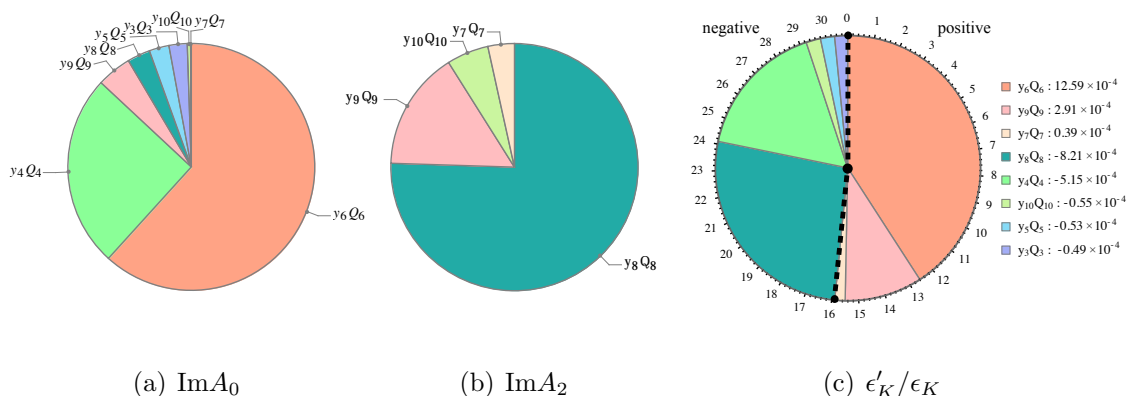 y₁₀Q₁₀ y₇Q₇
y₃Q₃
y₅Q₅
y₈Q₈
y₉Q₉
y₄Q₄
y₆Q₆
(a) ImA₀
y₇Q₇
y₁₀Q₁₀
y₉Q₉
y₈Q₈
(b) ImA₂
negative
positive
0
1
2
3
4
5
6
7
8
9
10
11
12
13
14
15
16
17
18
19
20
21
22
23
24
25
26
27
28
29
30
y₆Q₆ : 12.59 × 10⁻⁴
y₉Q₉ : 2.91 × 10⁻⁴
y₇Q₇ : 0.39 × 10⁻⁴
y₈Q₈ : -8.21 × 10⁻⁴
y₄Q₄ : -5.15 × 10⁻⁴
y₁₀Q₁₀ : -0.55 × 10⁻⁴
y₅Q₅ : -0.53 × 10⁻⁴
y₃Q₃ : -0.49 × 10⁻⁴
(c) ϵ′_K/ϵ_K